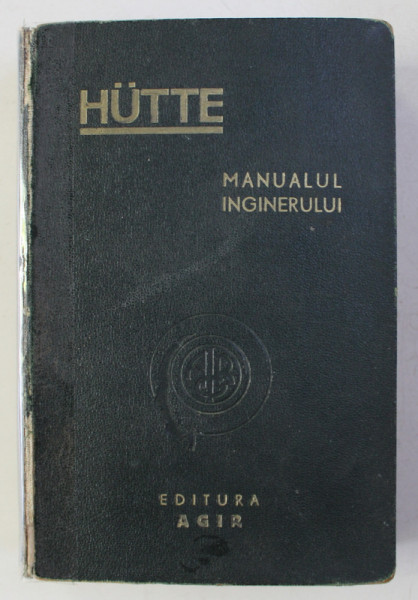 HÜTTE
MANUALUL
INGINERULUI
EDITURA
AGIR